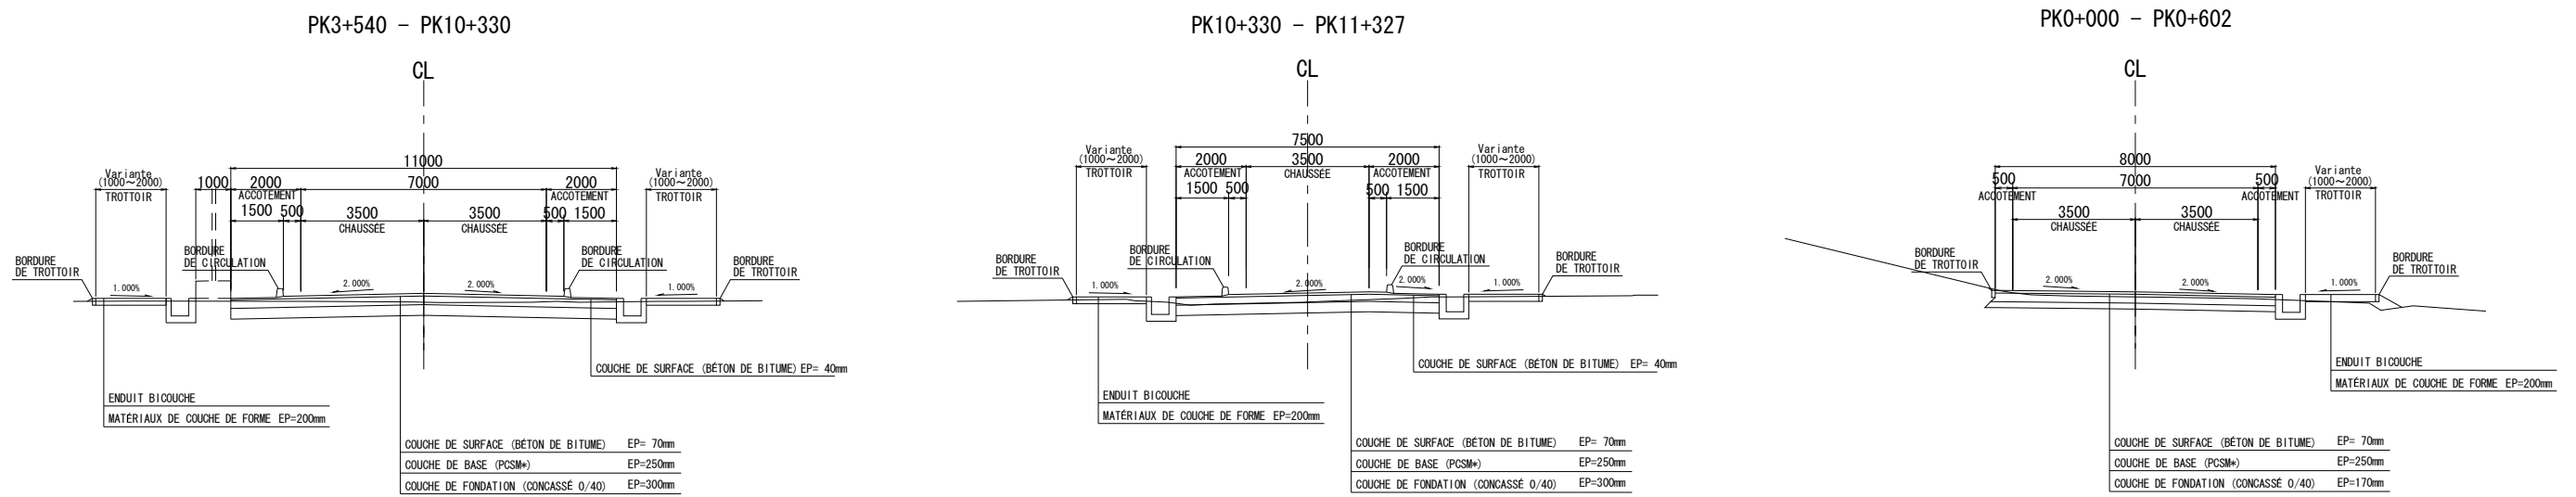 PK3+540 - PK10+330
CL
11000
Variante
(1000～2000)
TROTTOIR
1000
2000
ACCOTEMENT
7000
2000
ACCOTEMENT
Variante
(1000～2000)
TROTTOIR
1500
500
3500
CHAUSSÉE
3500
CHAUSSÉE
500
1500
BORDURE
DE TROTTOIR
BORDURE
DE CIRCULATION
BORDURE
DE CIRCULATION
BORDURE
DE TROTTOIR
1.000%
2.000%
2.000%
1.000%
COUCHE DE SURFACE (BÉTON DE BITUME) EP= 40mm
ENDUIT BICOUCHE
MATÉRIAUX DE COUCHE DE FORME EP=200mm
COUCHE DE SURFACE (BÉTON DE BITUME) EP= 70mm
COUCHE DE BASE (PCSM*) EP=250mm
COUCHE DE FONDATION (CONCASSÉ 0/40) EP=300mm
PK10+330 - PK11+327
CL
7500
Variante
(1000～2000)
TROTTOIR
2000
ACCOTEMENT
3500
CHAUSSÉE
2000
ACCOTEMENT
Variante
(1000～2000)
TROTTOIR
1500
500
500
1500
BORDURE
DE TROTTOIR
BORDURE
DE CIRCULATION
BORDURE
DE CIRCULATION
BORDURE
DE TROTTOIR
1.000%
2.000%
2.000%
1.000%
COUCHE DE SURFACE (BÉTON DE BITUME) EP= 40mm
ENDUIT BICOUCHE
MATÉRIAUX DE COUCHE DE FORME EP=200mm
COUCHE DE SURFACE (BÉTON DE BITUME) EP= 70mm
COUCHE DE BASE (PCSM*) EP=250mm
COUCHE DE FONDATION (CONCASSÉ 0/40) EP=300mm
PK0+000 - PK0+602
CL
8000
500
ACCOTEMENT
7000
500
ACCOTEMENT
Variante
(1000～2000)
TROTTOIR
3500
CHAUSSÉE
3500
CHAUSSÉE
BORDURE
DE TROTTOIR
BORDURE
DE TROTTOIR
2.000%
2.000%
1.000%
ENDUIT BICOUCHE
MATÉRIAUX DE COUCHE DE FORME EP=200mm
COUCHE DE SURFACE (BÉTON DE BITUME) EP= 70mm
COUCHE DE BASE (PCSM*) EP=250mm
COUCHE DE FONDATION (CONCASSÉ 0/40) EP=170mm